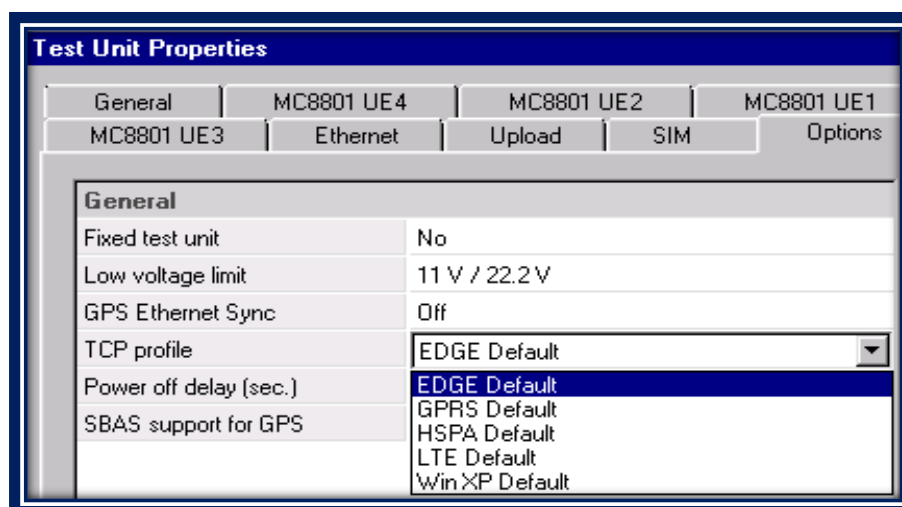 Test Unit Properties
General MC8801 UE4 MC8801 UE2 MC8801 UE1
MC8801 UE3 Ethernet Upload SIM Options
General
Fixed test unit No
Low voltage limit 11 V / 22.2 V
GPS Ethernet Sync Off
TCP profile EDGE Default
Power off delay (sec.) EDGE Default
GPRS Default
SBAS support for GPS HSPA Default
LTE Default
Win XP Default